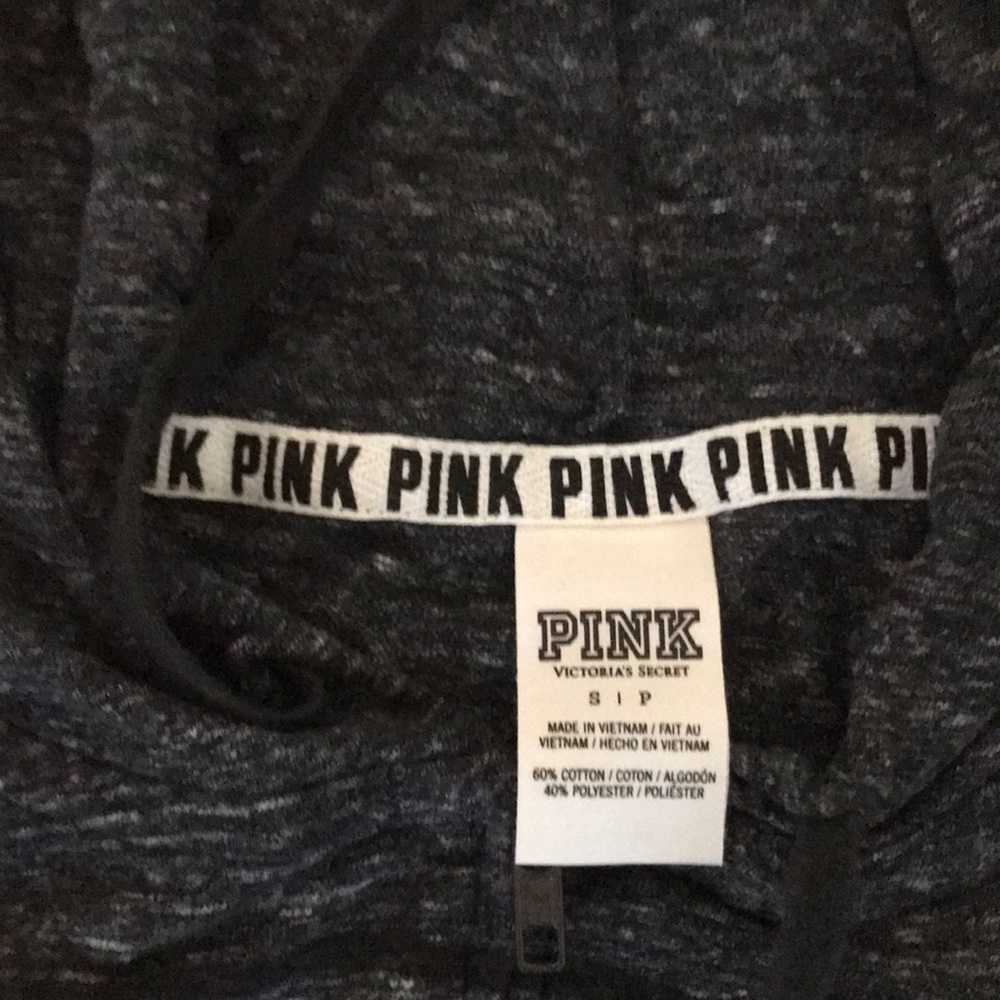 K PINK PINK PINK PINK PI
PINK
VICTORIA'S SECRET
S | P
MADE IN VIETNAM / FAIT AU
VIETNAM / HECHO EN VIETNAM
60% COTTON / COTON / ALGODÓN
40% POLYESTER / POLIÉSTER